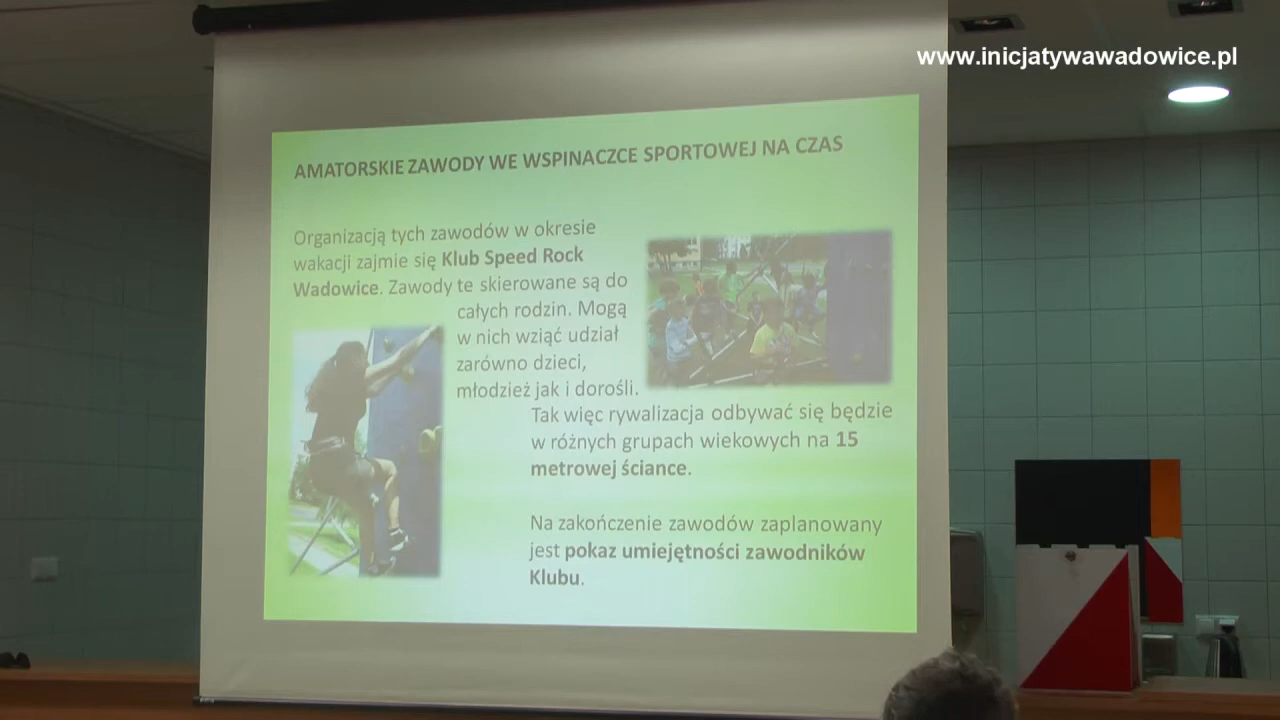 www.inicjatywawadowice.pl
AMATORSKIE ZAWODY WE WSPINACZCE SPORTOWEJ NA CZAS
Organizacją tych zawodów w okresie
wakacji zajmie się Klub Speed Rock
Wadowice. Zawody te skierowane są do
całych rodzin. Mogą
w nich wziąć udział
zarówno dzieci,
młodzież jak i dorośli.
Tak więc rywalizacja odbywać się będzie
w różnych grupach wiekowych na 15
metrowej ściance.
Na zakończenie zawodów zaplanowany
jest pokaz umiejętności zawodników
Klubu.